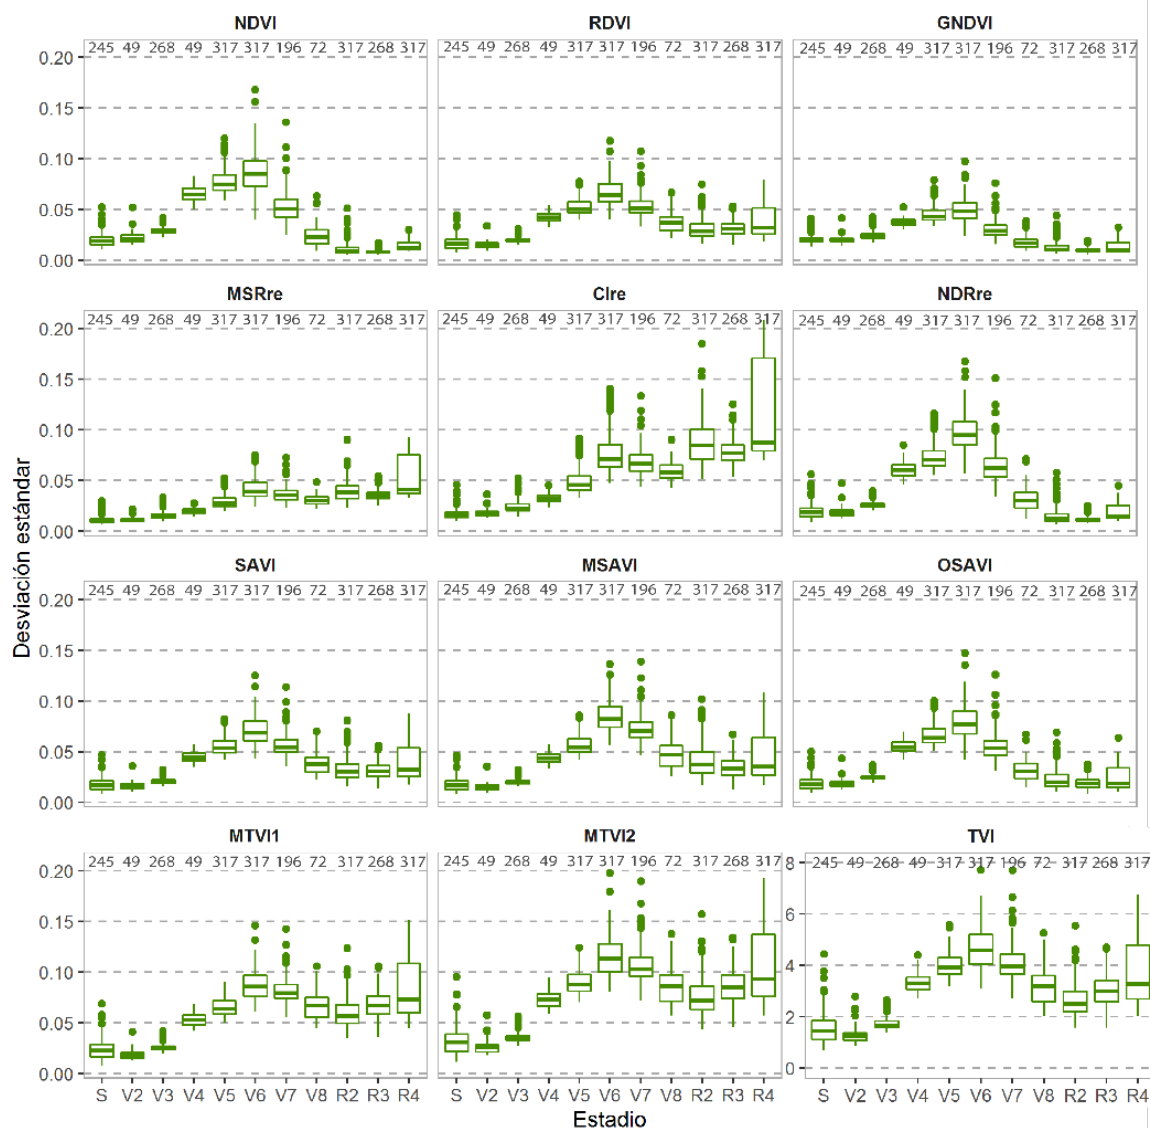 NDVI RDVI GNDVI
0.20 245 49 268 49 317 317 196 72 317 268 317 245 49 268 49 317 317 196 72 317 268 317 245 49 268 49 317 317 196 72 317 268 317
0.15
0.10
0.05
0.00
MSRre CIre NDRre
0.20 245 49 268 49 317 317 196 72 317 268 317 245 49 268 49 317 317 196 72 317 268 317 245 49 268 49 317 317 196 72 317 268 317
0.15
0.10
0.05
0.00
Desviación estándar
SAVI MSAVI OSAVI
0.20 245 49 268 49 317 317 196 72 317 268 317 245 49 268 49 317 317 196 72 317 268 317 245 49 268 49 317 317 196 72 317 268 317
0.15
0.10
0.05
0.00
MTVI1 MTVI2 TVI
0.20 245 49 268 49 317 317 196 72 317 268 317 245 49 268 49 317 317 196 72 317 268 317 8 245 49 268 49 317 317 196 72 317 268 317
0.15 6
0.10 4
0.05 2
0.00 0
S V2 V3 V4 V5 V6 V7 V8 R2 R3 R4 S V2 V3 V4 V5 V6 V7 V8 R2 R3 R4 S V2 V3 V4 V5 V6 V7 V8 R2 R3 R4
Estadio